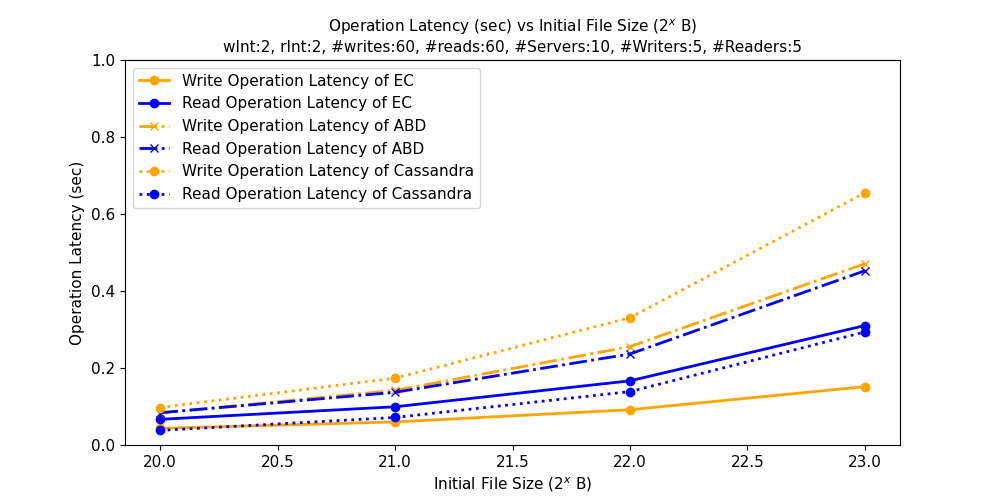 Operation Latency (sec) vs Initial File Size (2^x B)
wInt:2, rInt:2, #writes:60, #reads:60, #Servers:10, #Writers:5, #Readers:5
Write Operation Latency of EC
Read Operation Latency of EC
Write Operation Latency of ABD
Read Operation Latency of ABD
Write Operation Latency of Cassandra
Read Operation Latency of Cassandra
Operation Latency (sec)
1.0
0.8
0.6
0.4
0.2
0.0
20.0 20.5 21.0 21.5 22.0 22.5 23.0
Initial File Size (2^x B)